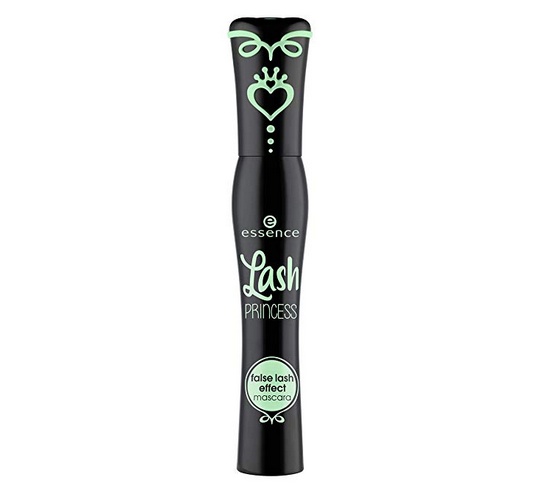 essence
Lash
PRINCESS
false lash
effect
mascara